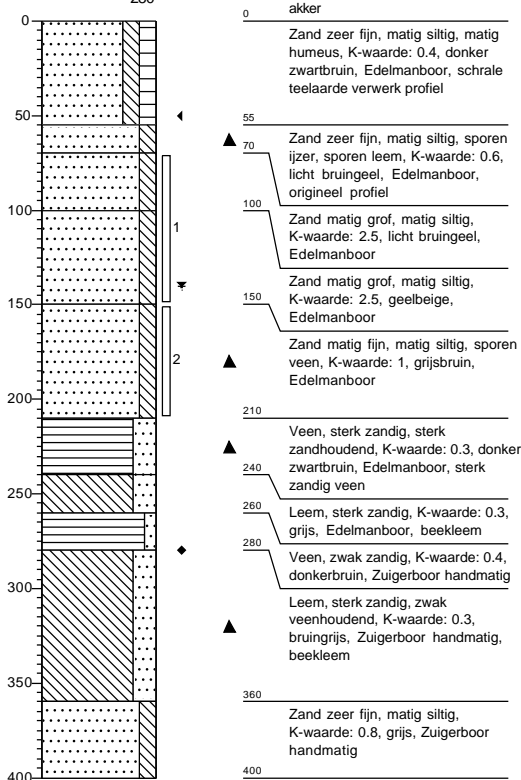 akker
0
Zand zeer fijn, matig siltig, matig
humeus, K-waarde: 0.4, donker
zwartbruin, Edelmanboor, schrale
teelaarde verwerk profiel
55
Zand zeer fijn, matig siltig, sporen
ijzer, sporen leem, K-waarde: 0.6,
licht bruingeel, Edelmanboor,
origineel profiel
70
Zand matig grof, matig siltig,
K-waarde: 2.5, licht bruingeel,
Edelmanboor
100
Zand matig grof, matig siltig,
K-waarde: 2.5, geelbeige,
Edelmanboor
150
Zand matig fijn, matig siltig, sporen
veen, K-waarde: 1, grijsbruin,
Edelmanboor
210
Veen, sterk zandig, sterk
zandhoudend, K-waarde: 0.3, donker
zwartbruin, Edelmanboor, sterk
zandig veen
240
Leem, sterk zandig, K-waarde: 0.3,
grijs, Edelmanboor, beekleem
260
Veen, zwak zandig, K-waarde: 0.4,
donkerbruin, Zuigerboor handmatig
280
Leem, sterk zandig, zwak
veenhoudend, K-waarde: 0.3,
bruingrijs, Zuigerboor handmatig,
beekleem
360
Zand zeer fijn, matig siltig,
K-waarde: 0.8, grijs, Zuigerboor
handmatig
400
0
50
100
150
200
250
300
350
400
1
2